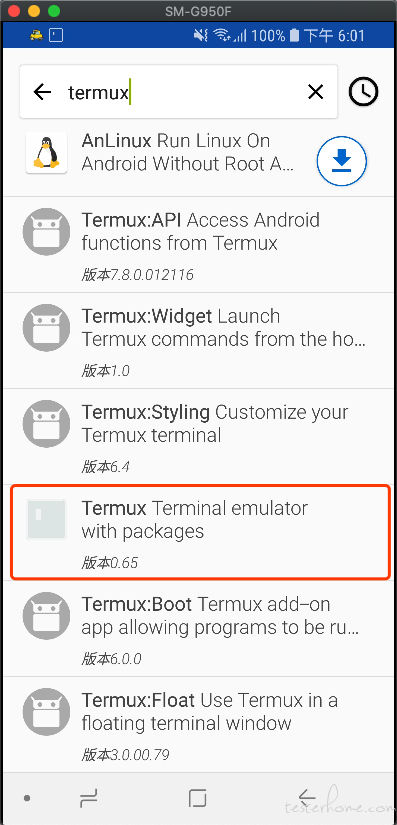 SM-G950F
100% 下午 6:01
termux
AnLinux Run Linux On
Android Without Root A...
Termux:API Access Android
functions from Termux
版本7.8.0.012116
Termux:Widget Launch
Termux commands from the ho...
版本1.0
Termux:Styling Customize your
Termux terminal
版本6.4
Termux Terminal emulator
with packages
版本0.65
Termux:Boot Termux add-on
app allowing programs to be ru...
版本6.0.0
Termux:Float Use Termux in a
floating terminal window
版本3.0.00.79
testerhome.com